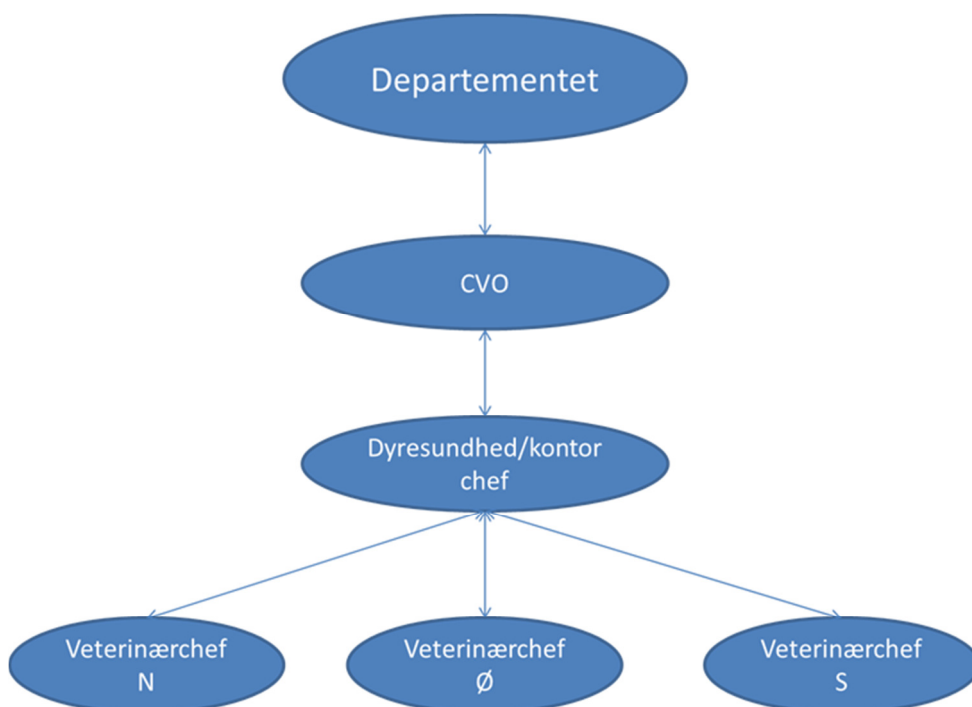 Departementet
CVO
Dyresundhed/kontor
chef
Veterinærchef
N
Veterinærchef
Ø
Veterinærchef
S